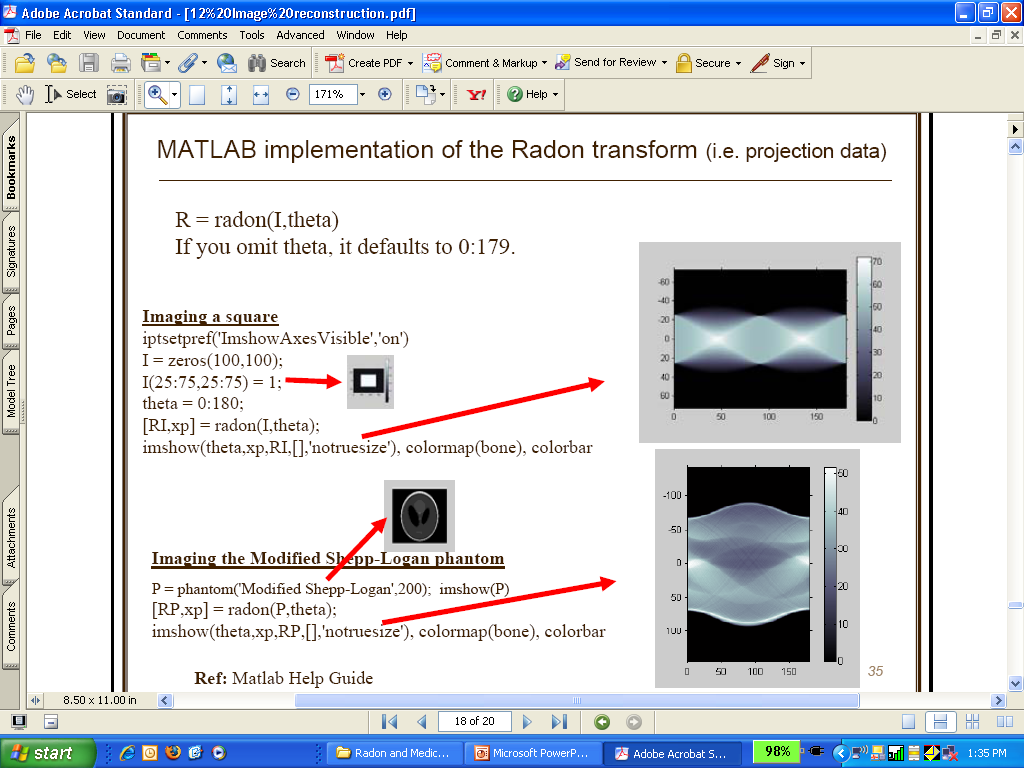 Adobe Acrobat Standard - [12%20Image%20reconstruction.pdf]
File Edit View Document Comments Tools Advanced Window Help
Search Create PDF Comment & Markup Send for Review Secure Sign
Select 171% Y! Help
Bookmarks
Signatures
Pages
Model Tree
Attachments
Comments
MATLAB implementation of the Radon transform (i.e. projection data)
R = radon(I,theta)
If you omit theta, it defaults to 0:179.
Imaging a square
iptsetpref('ImshowAxesVisible','on')
I = zeros(100,100);
I(25:75,25:75) = 1;
theta = 0:180;
[RI,xp] = radon(I,theta);
imshow(theta,xp,RI,[],'notruesize'), colormap(bone), colorbar
-60
-40
-20
0
20
40
60
0 50 100 150
70
60
50
40
30
20
10
0
Imaging the Modified Shepp-Logan phantom
P = phantom('Modified Shepp-Logan',200); imshow(P)
[RP,xp] = radon(P,theta);
imshow(theta,xp,RP,[],'notruesize'), colormap(bone), colorbar
-100
-50
0
50
100
0 50 100 150
50
40
30
20
10
0
Ref: Matlab Help Guide
35
8.50 x 11.00 in
18 of 20
start Radon and Medic... Microsoft PowerP... Adobe Acrobat S... 98% 1:35 PM